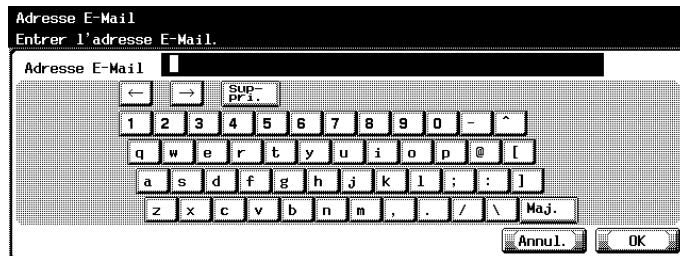 Adresse E-Mail
Entrer l'adresse E-Mail.
Adresse E-Mail
← → Sup-
pri.
1 2 3 4 5 6 7 8 9 0 - ^
q w e r t y u i o p @ [
a s d f g h j k l ; : ]
z x c v b n m , . / \ Maj.
Annul. OK